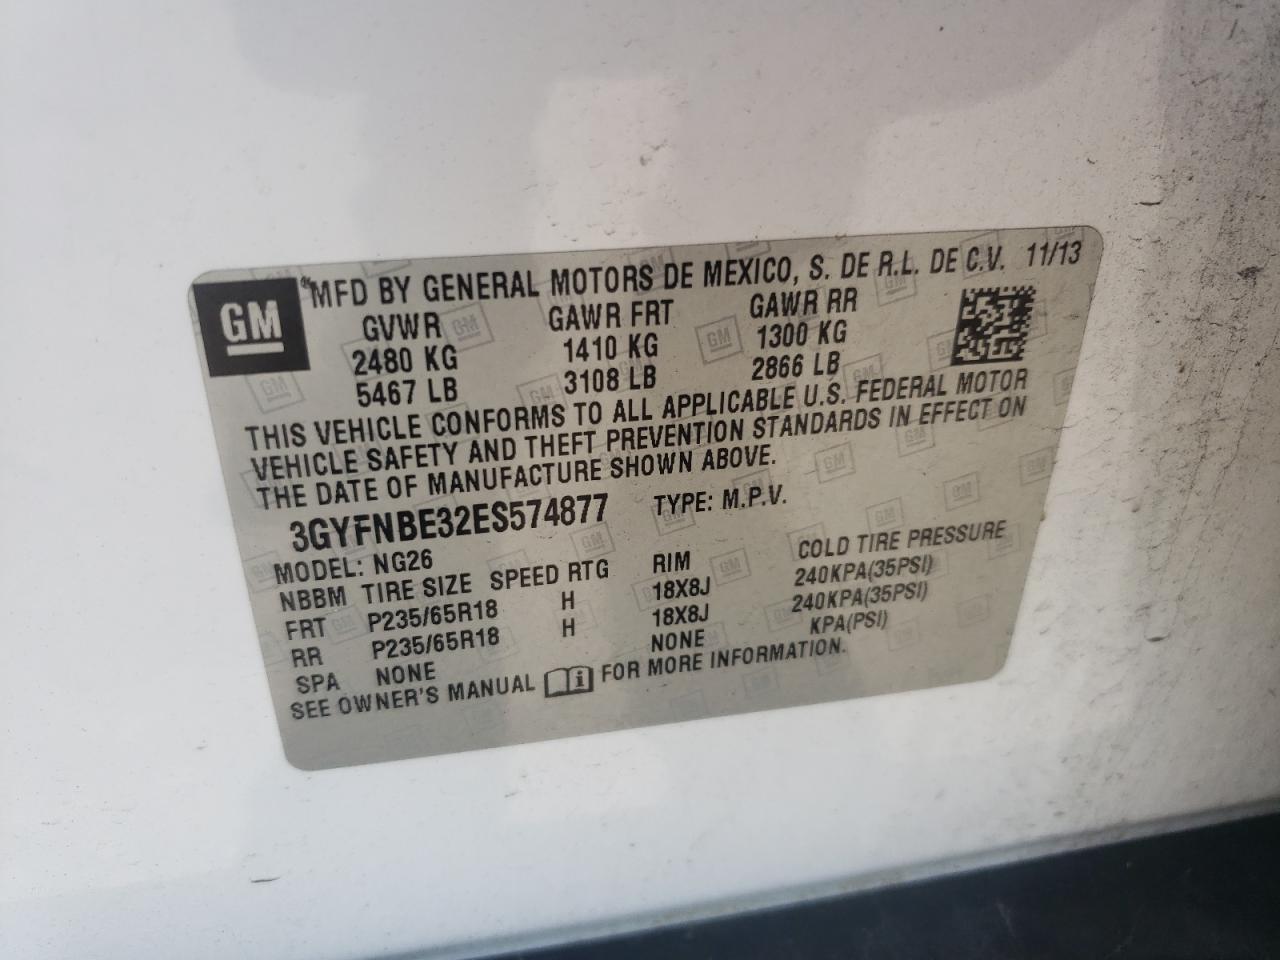 GM
MFD BY GENERAL MOTORS DE MEXICO, S. DE R.L. DE C.V. 11/13
GVWR GAWR FRT GAWR RR
2480 KG 1410 KG 1300 KG
5467 LB 3108 LB 2866 LB
THIS VEHICLE CONFORMS TO ALL APPLICABLE U.S. FEDERAL MOTOR
VEHICLE SAFETY AND THEFT PREVENTION STANDARDS IN EFFECT ON
THE DATE OF MANUFACTURE SHOWN ABOVE.
3GYFNBE32ES574877 TYPE: M.P.V.
MODEL: NG26
NBBM TIRE SIZE SPEED RTG RIM COLD TIRE PRESSURE
FRT P235/65R18 H 18X8J 240KPA(35PSI)
RR P235/65R18 H 18X8J 240KPA(35PSI)
SPA NONE NONE KPA(PSI)
SEE OWNER'S MANUAL FOR MORE INFORMATION.